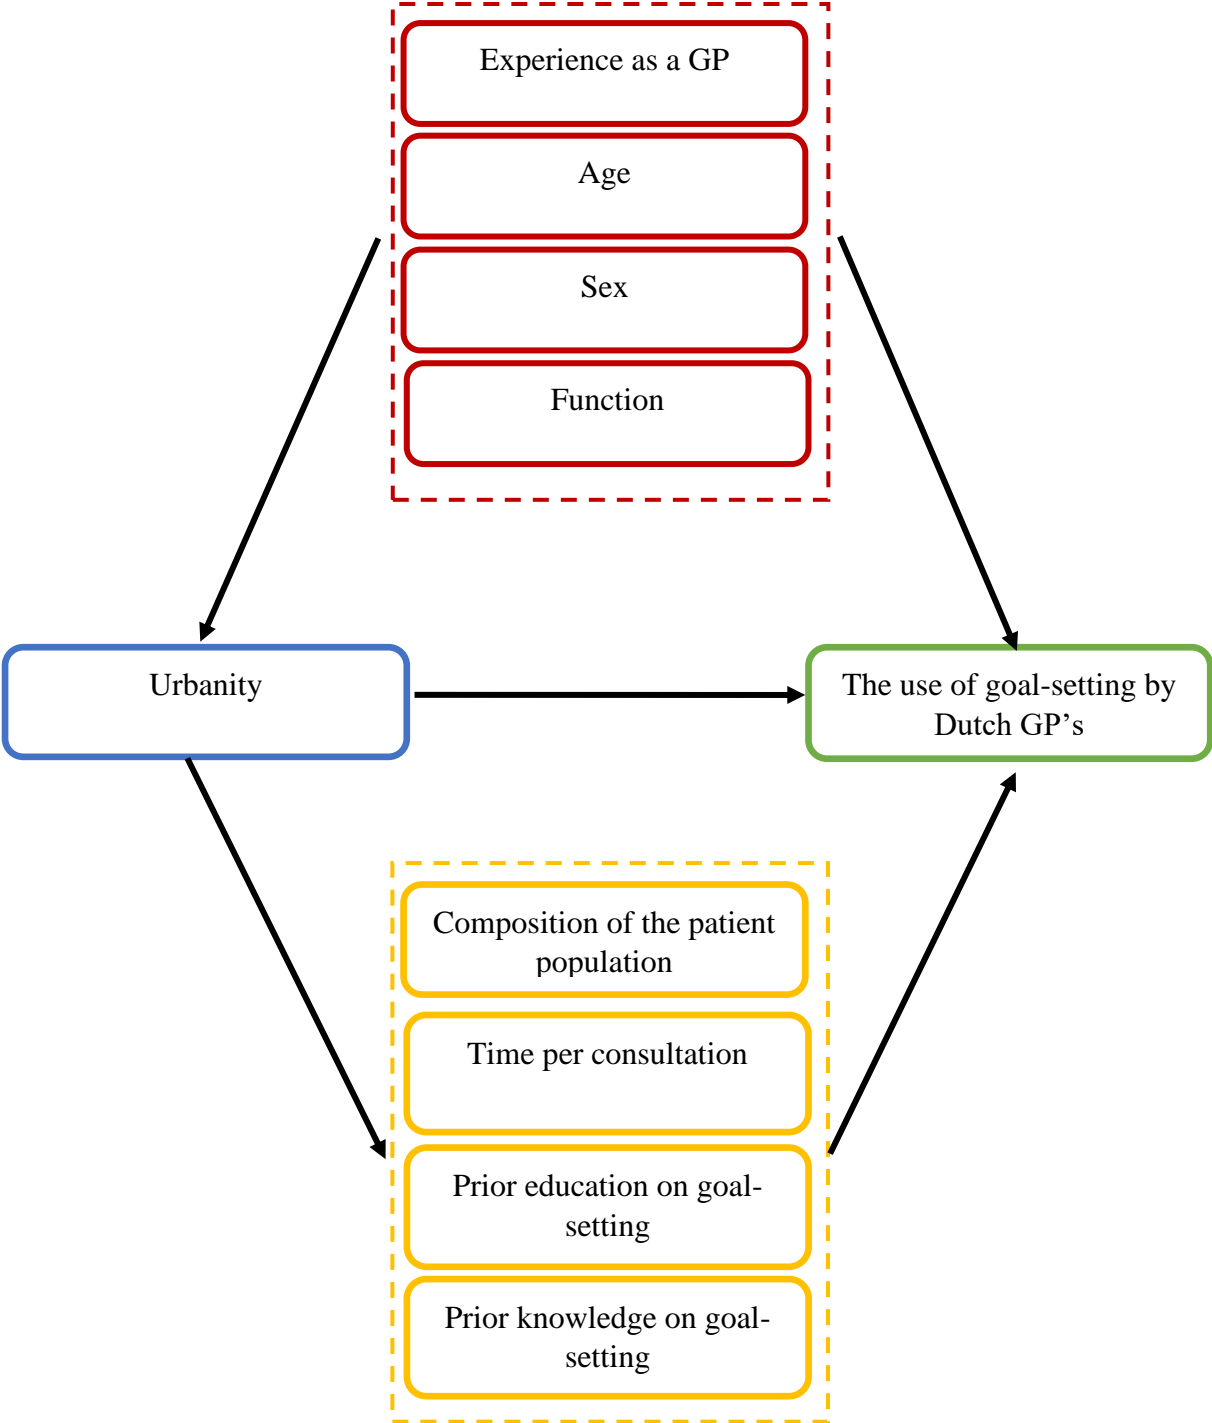 Experience as a GP
Age
Sex
Function
Urbanity
The use of goal-setting by
Dutch GP’s
Composition of the patient
population
Time per consultation
Prior education on goal-
setting
Prior knowledge on goal-
setting